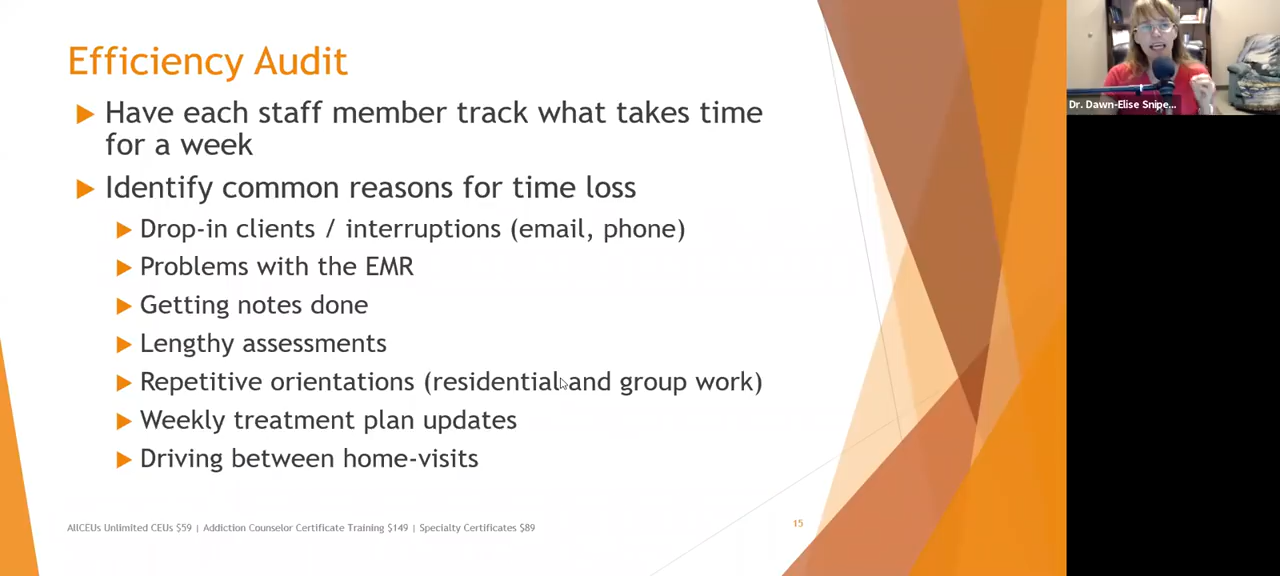 Efficiency Audit
Have each staff member track what takes time
for a week
Identify common reasons for time loss
Drop-in clients / interruptions (email, phone)
Problems with the EMR
Getting notes done
Lengthy assessments
Repetitive orientations (residential and group work)
Weekly treatment plan updates
Driving between home-visits
AllCEUs Unlimited CEUs $59 | Addiction Counselor Certificate Training $149 | Specialty Certificates $89
15
Dr. Dawn-Elise Snipe...